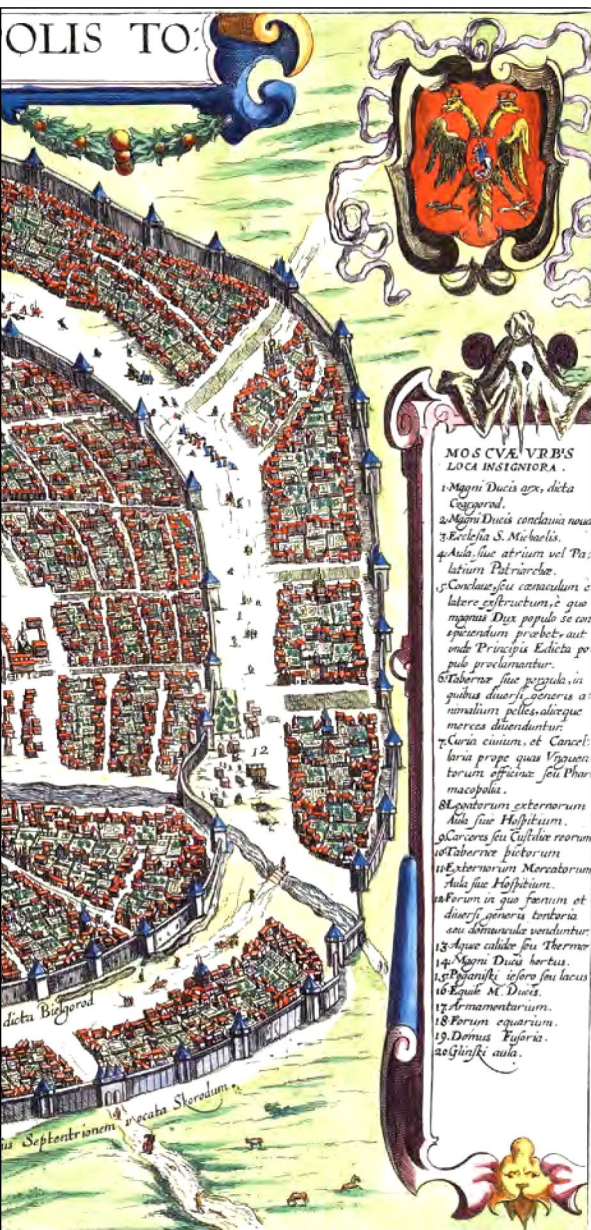 OLIS TO:
MOSCVÆ VRBIS
LOCA INSIGNIORA.
1. Magni Ducis arx, dicta
Czargorod.
2. Magni Ducis conclauia noua
3. Ecclesia S. Michaelis.
4. Aula, siue atrium vel Pa:
latium Patriarchæ.
5. Conclaue, seu cœnaculum è
latere exstructum, è quo
magnus Dux populo se con
spiciendum præbet, aut
unde Principis Edicta po
pulo proclamantur.
6. Tabernæ siue pergula, in
quibus diuersi generis a:
nimalium pelles, aliæque
merces diuenduntur.
7. Curia ciuium, et Cancel:
laria prope quas Vnguen
torum officinæ seu Phar
macopolia.
8. Legatorum externorum
Aula siue Hospitium.
9. Carceres seu Custodiæ reorum
10. Tabernæ pictorum
11. Externorum Mercatorum
Aula siue Hospitium.
12. Forum in quo fœnum et
diuersi generis tentoria
seu domunculæ venduntur.
13. Aquæ calidæ seu Thermæ
14. Magni Ducis hortus.
15. Poganiski iesoro seu lacus
16. Equile M. Ducis.
17. Armamentarium.
18. Forum equarium.
19. Domus Fusoria.
20. Glinski aula.
12
13
dicta Bielgorod
us Septentrionem vocata Skorodum.